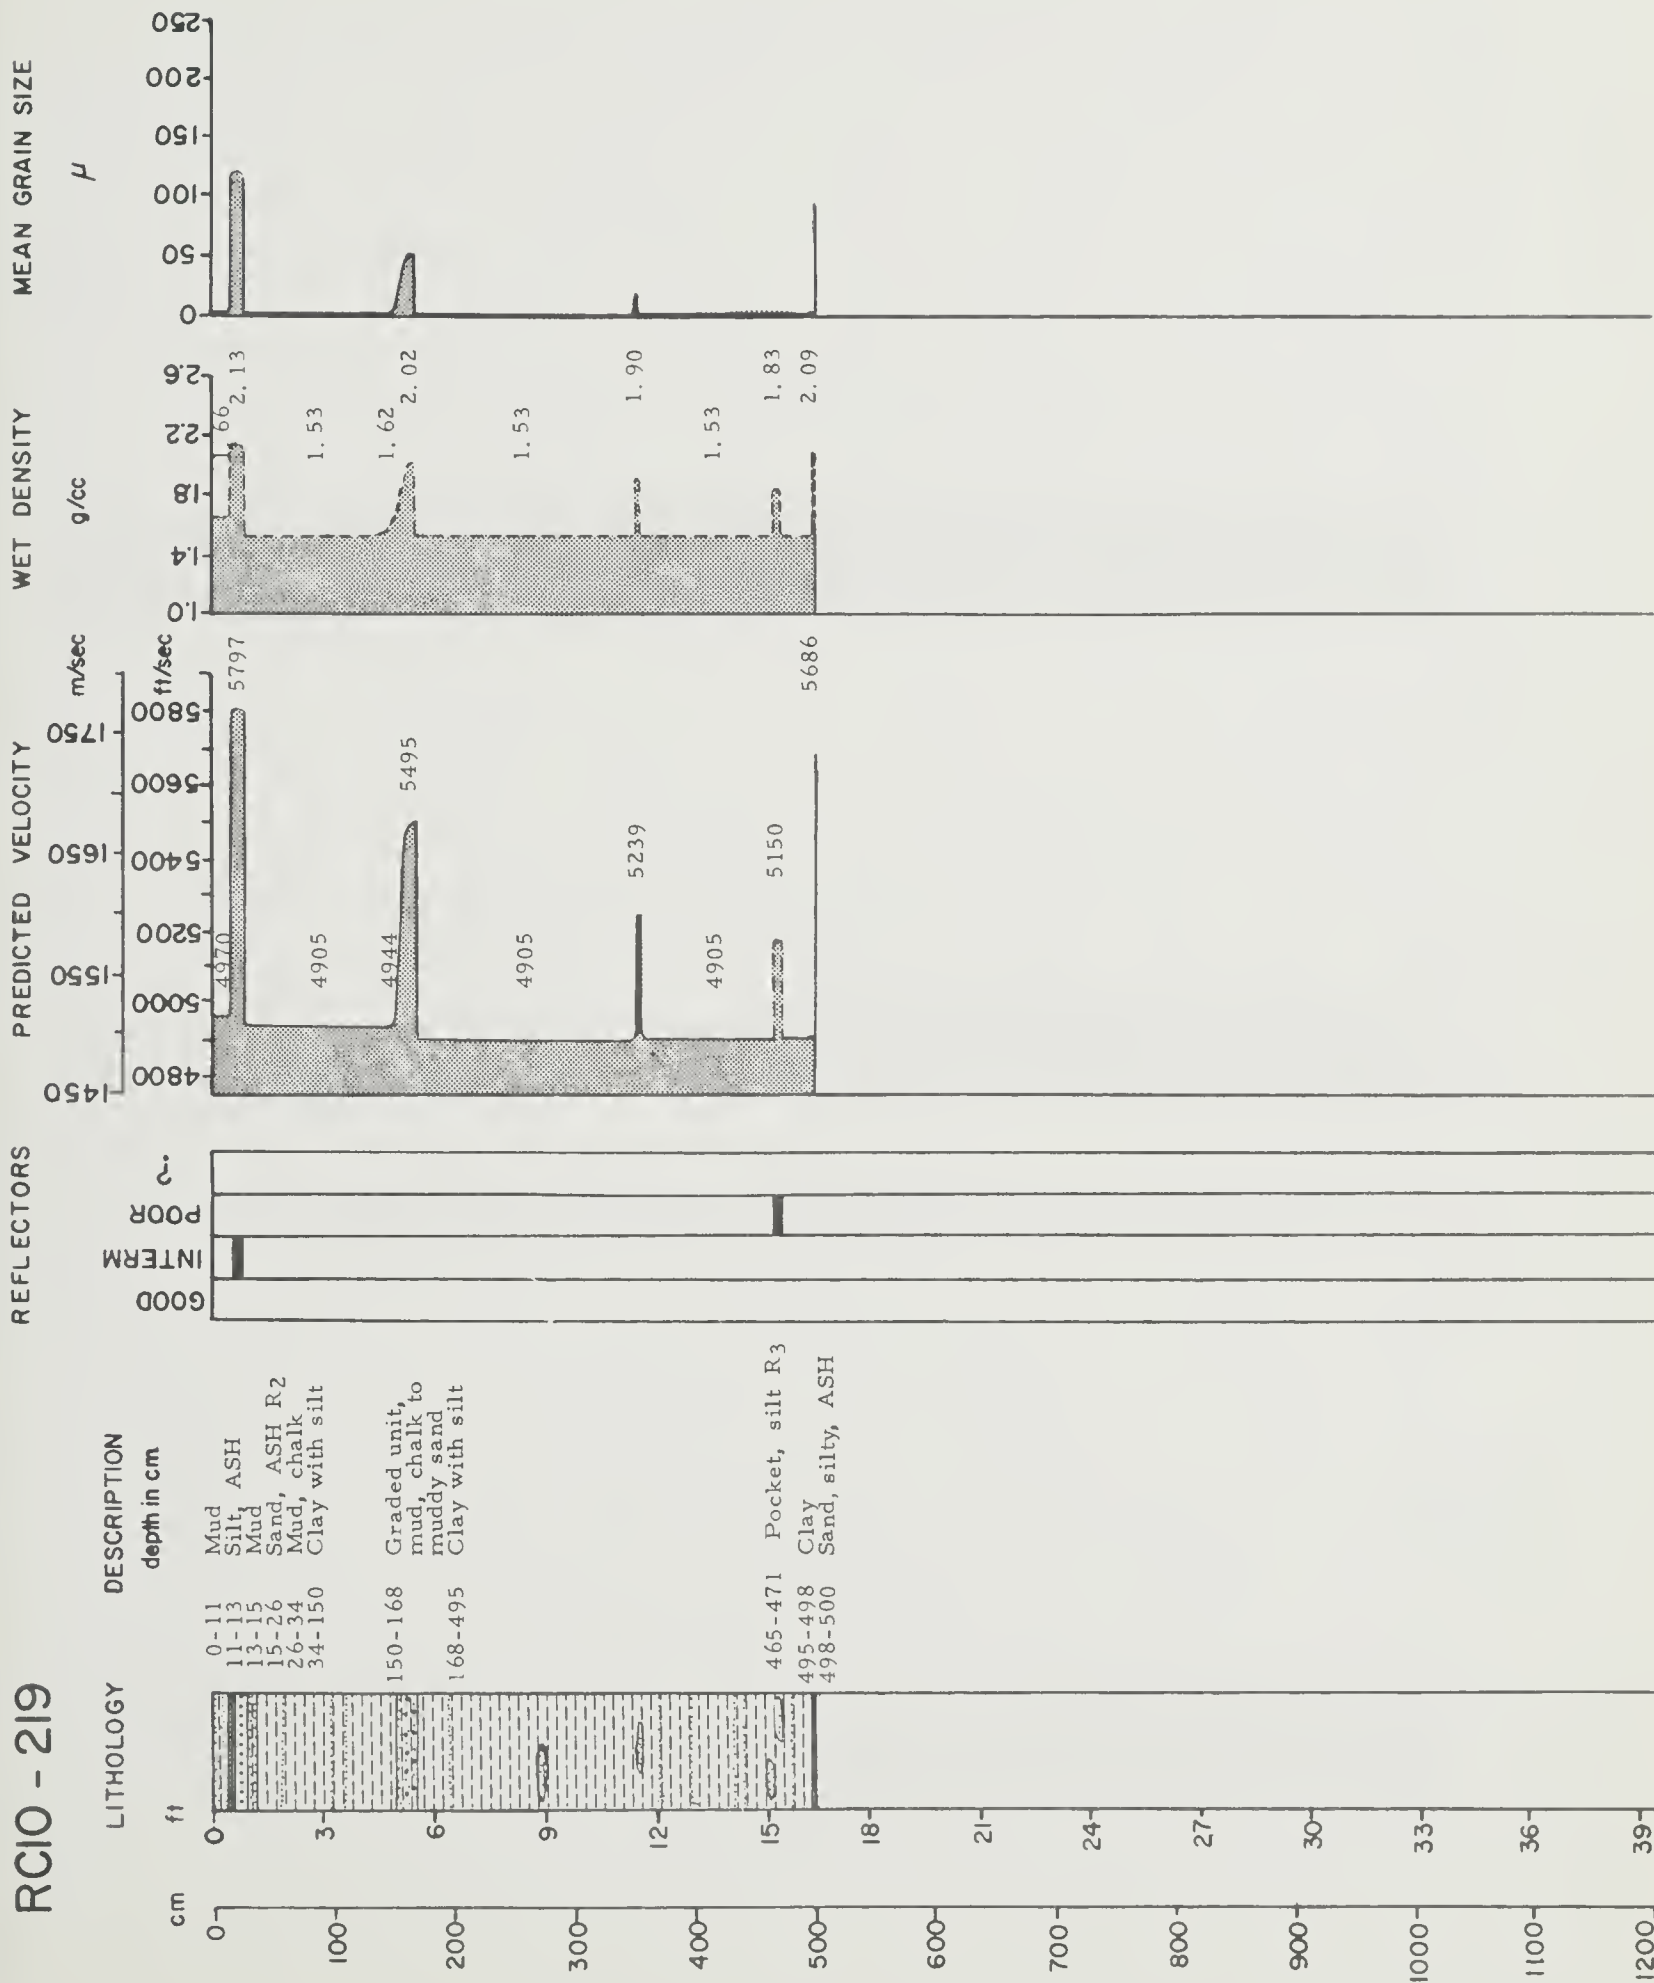 RC10 - 219
LITHOLOGY
DESCRIPTION
depth in cm
REFLECTORS
GOOD
INTERM
POOR
?
PREDICTED VELOCITY
m/sec
1450
1550
1650
1750
ft/sec
4800
5000
5200
5400
5600
5800
WET DENSITY
g/cc
1.0
1.4
1.8
2.2
2.6
MEAN GRAIN SIZE
μ
0
50
100
150
200
250
cm
0
100
200
300
400
500
600
700
800
900
1000
1100
1200
ft
0
3
6
9
12
15
18
21
24
27
30
33
36
39
0-11 Mud
11-13 Silt, ASH
13-15 Mud
15-26 Sand, ASH R2
26-34 Mud, chalk
34-150 Clay with silt
150-168 Graded unit,
mud, chalk to
muddy sand
168-495 Clay with silt
465-471 Pocket, silt R3
495-498 Clay
498-500 Sand, silty, ASH
4970
5797
4905
4944
5495
4905
5239
4905
5150
5686
66
2.13
1.53
1.62
2.02
1.53
1.90
1.53
1.83
2.09